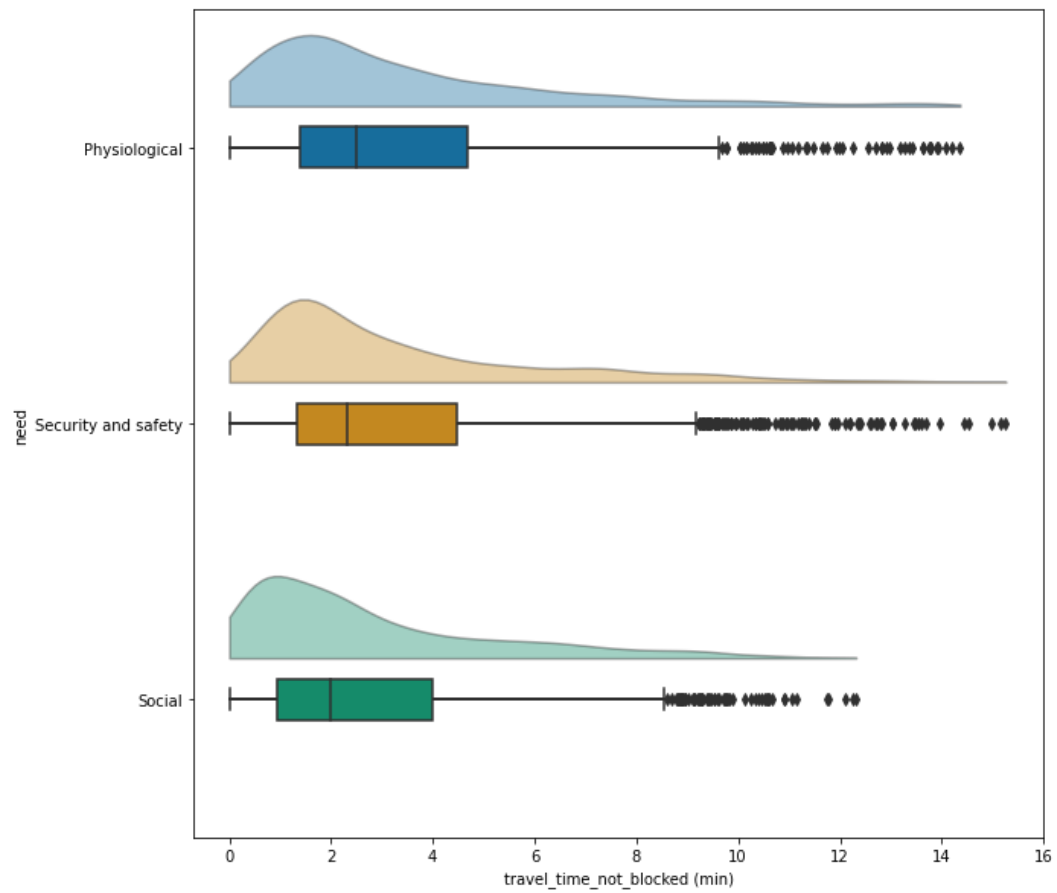 Physiological
Security and safety
Social
need
0 2 4 6 8 10 12 14 16
travel_time_not_blocked (min)